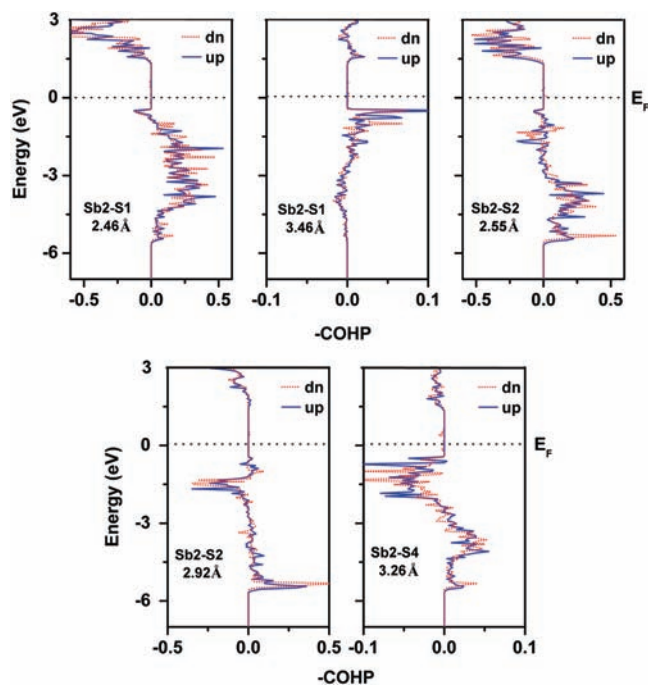 3
0
-3
-6
Energy (eV)
dn
up
Sb2-S1
2.46Å
-0.5
0.0
0.5
dn
up
Sb2-S1
3.46Å
-0.1
0.0
0.1
dn
up
Sb2-S2
2.55Å
-0.5
0.0
0.5
E_F
-COHP
3
0
-3
-6
Energy (eV)
dn
up
Sb2-S2
2.92Å
-0.5
0.0
0.5
dn
up
Sb2-S4
3.26Å
-0.1
0.0
0.1
E_F
-COHP